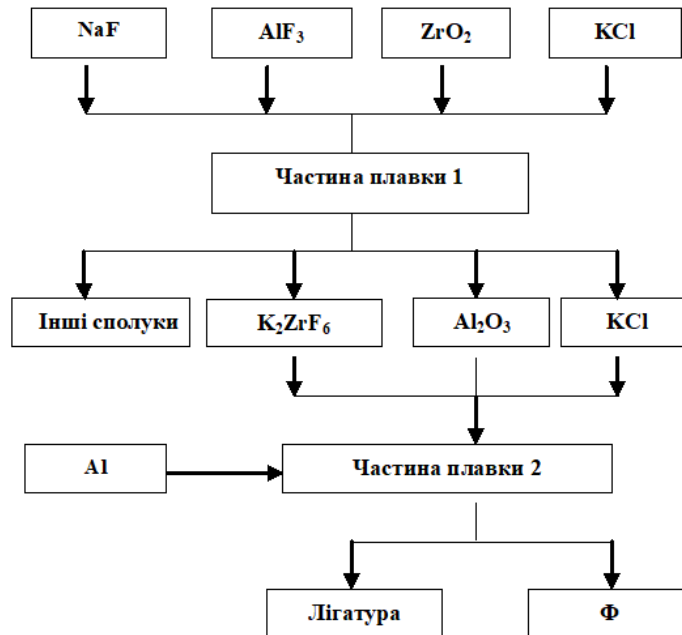 NaF
AlF₃
ZrO₂
KCl
Частина плавки 1
Інші сполуки
K₂ZrF₆
Al₂O₃
KCl
Al
Частина плавки 2
Лігатура
Ф